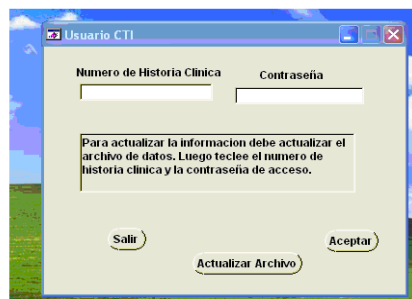 Usuario CTI
Numero de Historia Clinica
Contraseña
Para actualizar la informacion debe actualizar el
archivo de datos. Luego teclee el numero de
historia clinica y la contraseña de acceso.
Salir
Aceptar
Actualizar Archivo